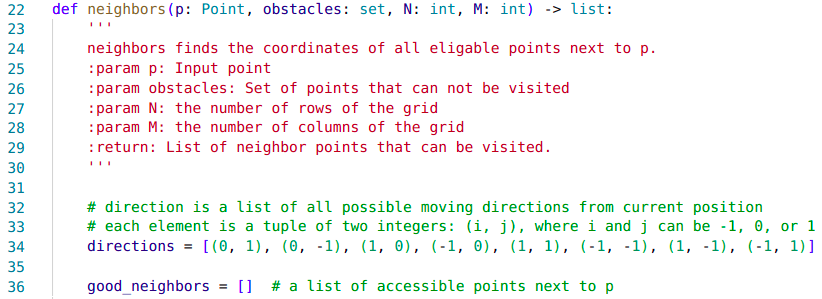 22 def neighbors(p: Point, obstacles: set, N: int, M: int) -> list:
23     '''
24     neighbors finds the coordinates of all eligable points next to p.
25     :param p: Input point
26     :param obstacles: Set of points that can not be visited
27     :param N: the number of rows of the grid
28     :param M: the number of columns of the grid
29     :return: List of neighbor points that can be visited.
30     '''
31
32     # direction is a list of all possible moving directions from current position
33     # each element is a tuple of two integers: (i, j), where i and j can be -1, 0, or 1
34     directions = [(0, 1), (0, -1), (1, 0), (-1, 0), (1, 1), (-1, -1), (1, -1), (-1, 1)]
35
36     good_neighbors = []  # a list of accessible points next to p